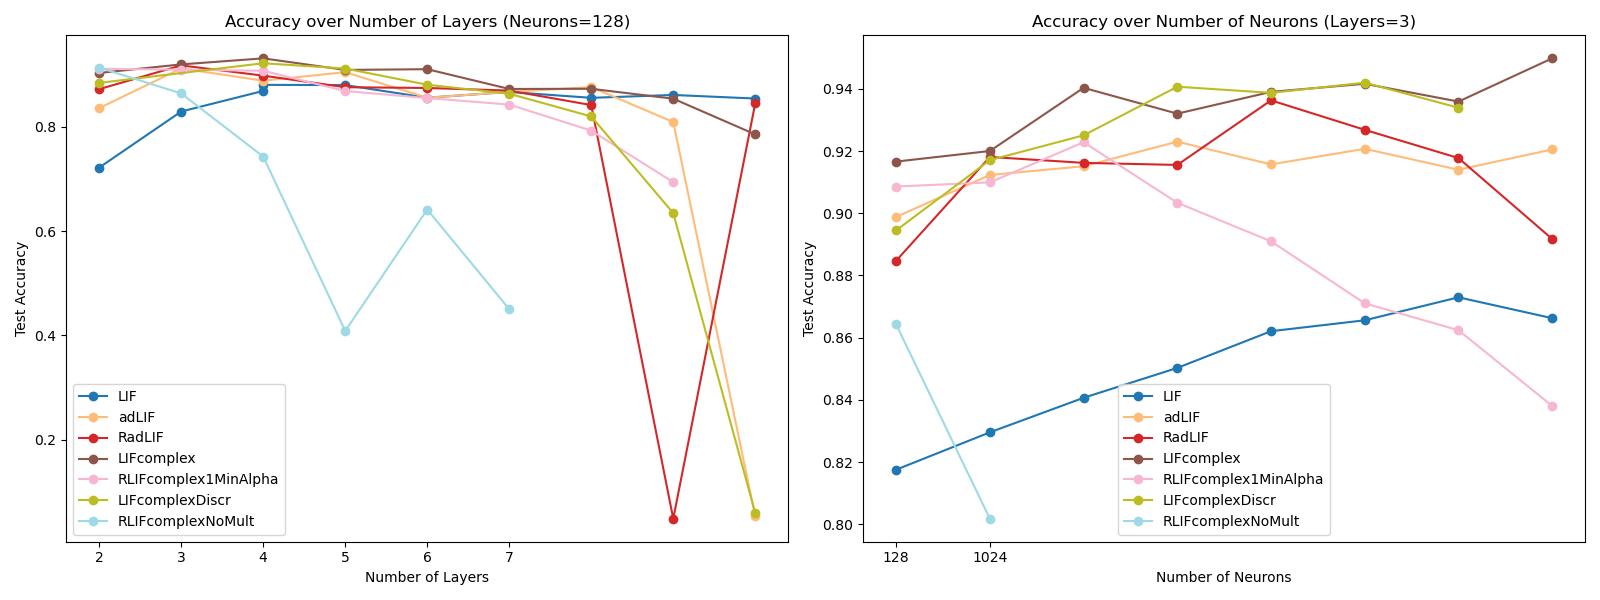 Accuracy over Number of Layers (Neurons=128)
Test Accuracy
0.8
0.6
0.4
0.2
LIF
adLIF
RadLIF
LIFcomplex
RLIFcomplex1MinAlpha
LIFcomplexDiscr
RLIFcomplexNoMult
2 3 4 5 6 7
Number of Layers
Accuracy over Number of Neurons (Layers=3)
Test Accuracy
0.94
0.92
0.90
0.88
0.86
0.84
0.82
0.80
LIF
adLIF
RadLIF
LIFcomplex
RLIFcomplex1MinAlpha
LIFcomplexDiscr
RLIFcomplexNoMult
128 1024
Number of Neurons